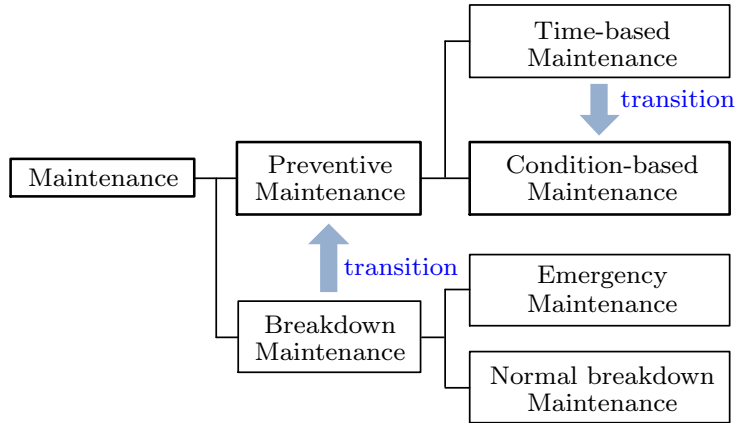 Time-based
Maintenance
transition
Maintenance
Preventive
Maintenance
Condition-based
Maintenance
transition
Emergency
Maintenance
Breakdown
Maintenance
Normal breakdown
Maintenance